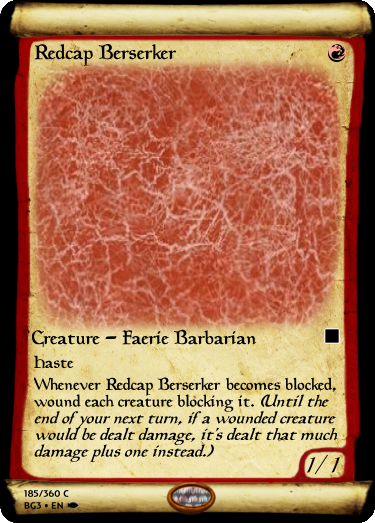 Redcap Berserker
Creature – Faerie Barbarian
haste
Whenever Redcap Berserker becomes blocked,
wound each creature blocking it. (Until the
end of your next turn, if a wounded creature
would be dealt damage, it's dealt that much
damage plus one instead.)
1/1
185/360 C
BG3 • EN